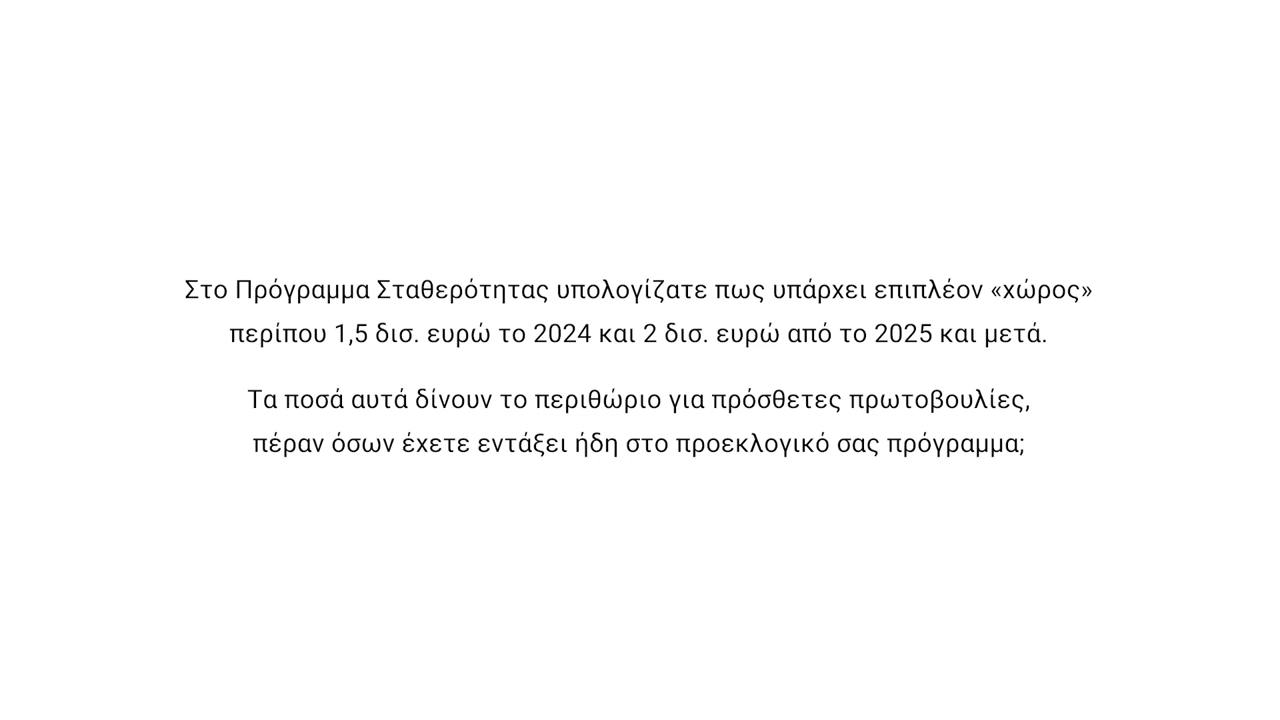 Στο Πρόγραμμα Σταθερότητας υπολογίζατε πως υπάρχει επιπλέον «χώρος»
περίπου 1,5 δισ. ευρώ το 2024 και 2 δισ. ευρώ από το 2025 και μετά.
Τα ποσά αυτά δίνουν το περιθώριο για πρόσθετες πρωτοβουλίες,
πέραν όσων έχετε εντάξει ήδη στο προεκλογικό σας πρόγραμμα;